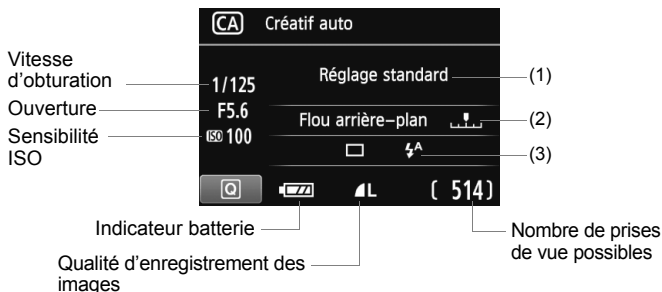 CA Créatif auto
Vitesse
d'obturation
1/125
Réglage standard
(1)
Ouverture
F5.6
Flou arrière-plan
(2)
Sensibilité
ISO
ISO 100
A
(3)
Q
L
( 514)
Indicateur batterie
Nombre de prises
de vue possibles
Qualité d'enregistrement des
images